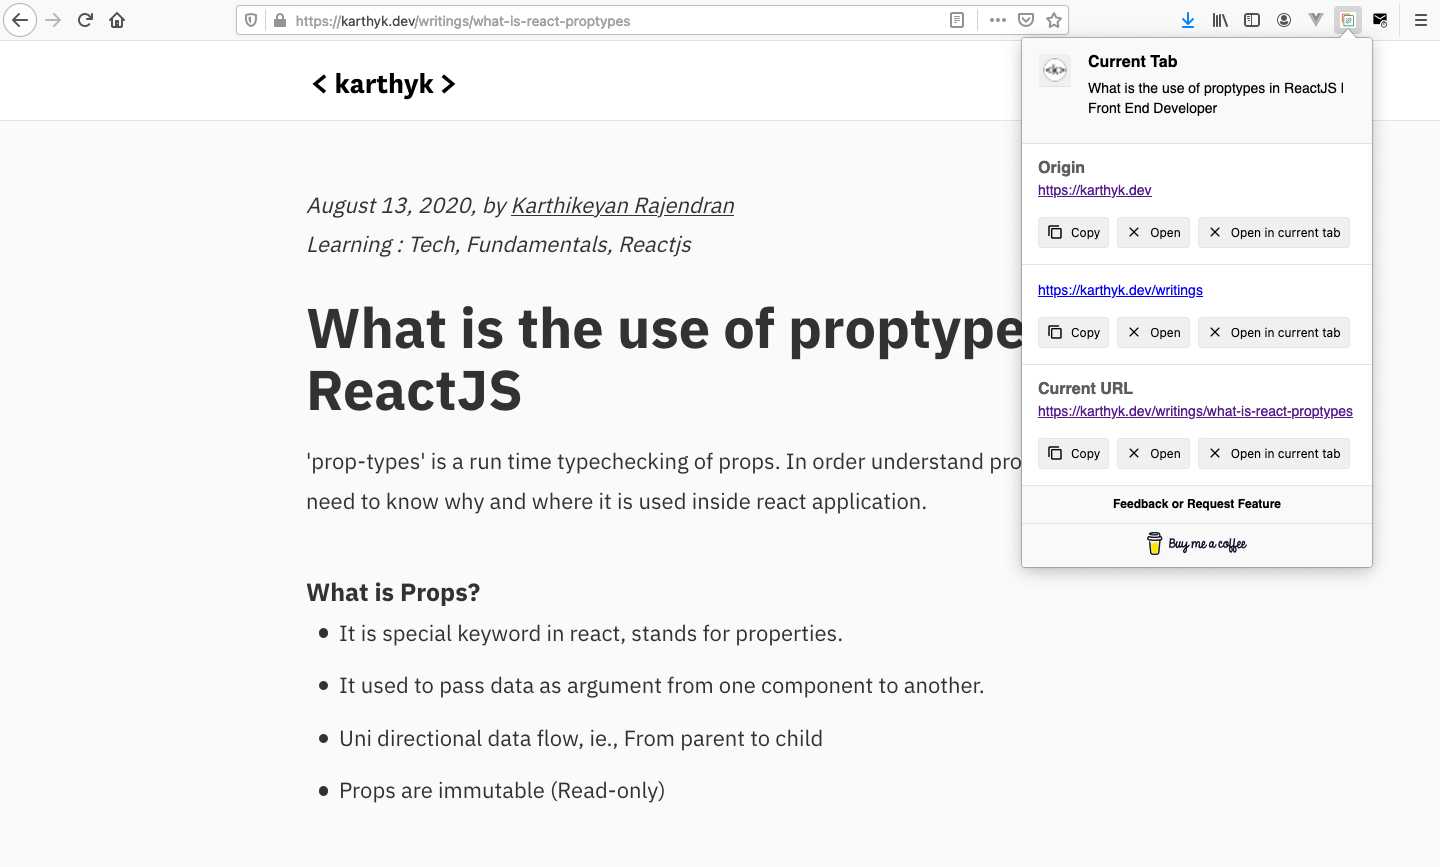 https://karthyk.dev/writings/what-is-react-proptypes
< karthyk >
August 13, 2020, by Karthikeyan Rajendran
Learning : Tech, Fundamentals, Reactjs
What is the use of proptype
ReactJS
'prop-types' is a run time typechecking of props. In order understand pro
need to know why and where it is used inside react application.
What is Props?
It is special keyword in react, stands for properties.
It used to pass data as argument from one component to another.
Uni directional data flow, ie., From parent to child
Props are immutable (Read-only)
Current Tab
What is the use of proptypes in ReactJS |
Front End Developer
Origin
https://karthyk.dev
Copy Open Open in current tab
https://karthyk.dev/writings
Copy Open Open in current tab
Current URL
https://karthyk.dev/writings/what-is-react-proptypes
Copy Open Open in current tab
Feedback or Request Feature
Buy me a coffee